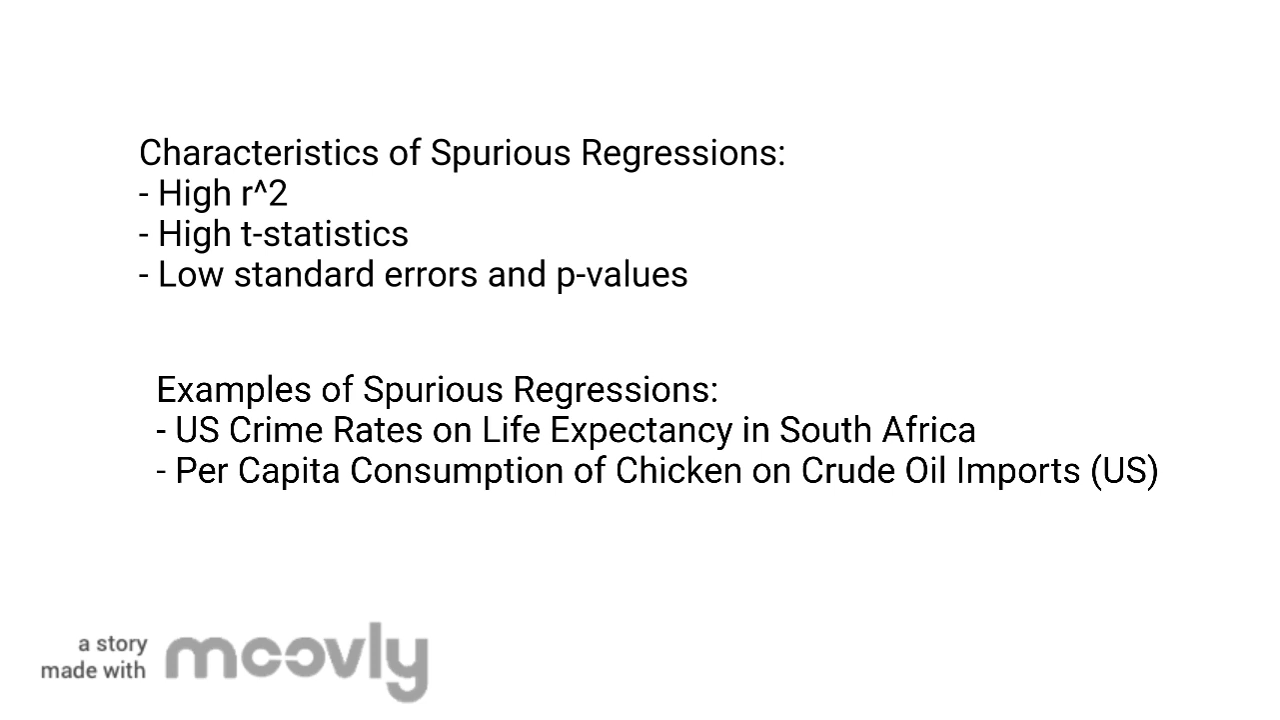 Characteristics of Spurious Regressions:
- High r^2
- High t-statistics
- Low standard errors and p-values
Examples of Spurious Regressions:
- US Crime Rates on Life Expectancy in South Africa
- Per Capita Consumption of Chicken on Crude Oil Imports (US)
a story
made with
moovly